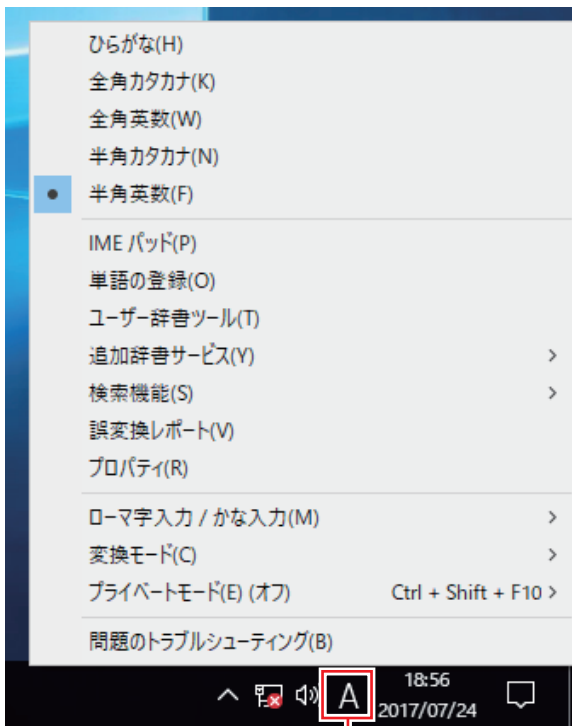 ひらがな(H)
全角カタカナ(K)
全角英数(W)
半角カタカナ(N)
半角英数(F)
IME パッド(P)
単語の登録(O)
ユーザー辞書ツール(T)
追加辞書サービス(Y)
検索機能(S)
誤変換レポート(V)
プロパティ(R)
ローマ字入力 / かな入力(M)
変換モード(C)
プライベートモード(E) (オフ) Ctrl + Shift + F10
問題のトラブルシューティング(B)
A
18:56
2017/07/24